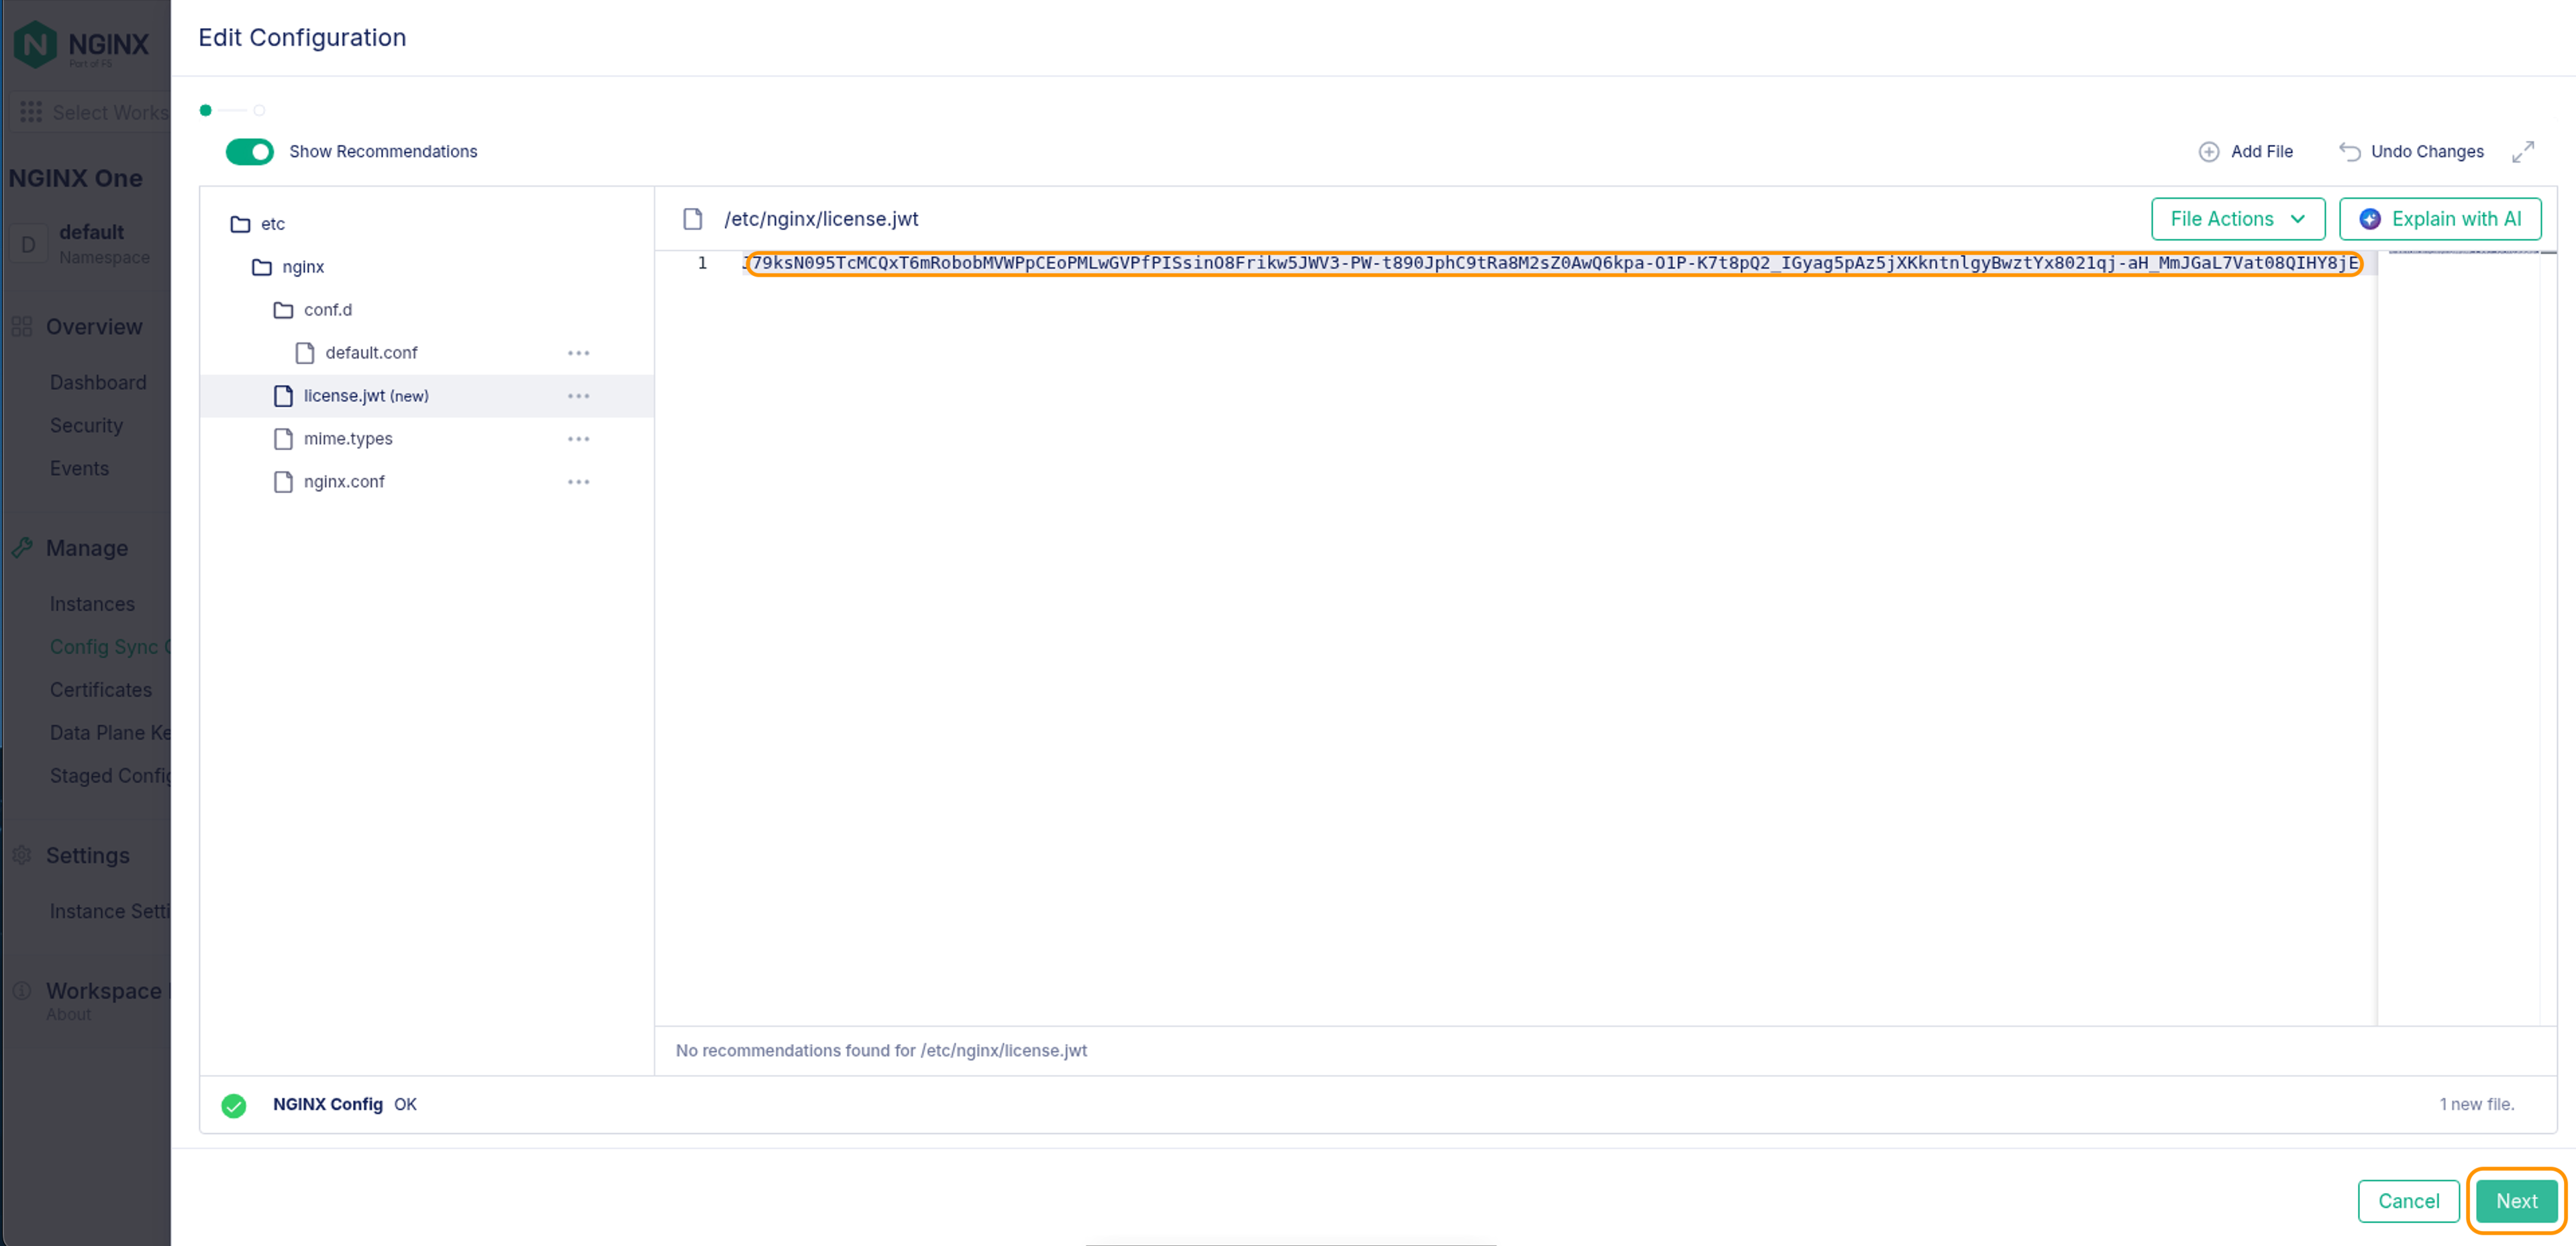 NGINX
Part of F5
Select Works
NGINX One
D
default
Namespace
Overview
Dashboard
Security
Events
Manage
Instances
Config Sync G
Certificates
Data Plane Ke
Staged Config
Settings
Instance Setti
Workspace I
About
Edit Configuration
Show Recommendations
Add File
Undo Changes
etc
nginx
conf.d
default.conf
license.jwt (new)
mime.types
nginx.conf
/etc/nginx/license.jwt
File Actions
Explain with AI
1 J79ksN095TcMCQxT6mRobobMVWPpCEoPMLwGVPfPISsinO8Frikw5JWV3-PW-t890JphC9tRa8M2sZ0AwQ6kpa-O1P-K7t8pQ2_IGyag5pAz5jXKkntnlgyBwztYx8021qj-aH_MmJGaL7Vat08QIHY8jE
No recommendations found for /etc/nginx/license.jwt
NGINX Config OK
1 new file.
Cancel
Next